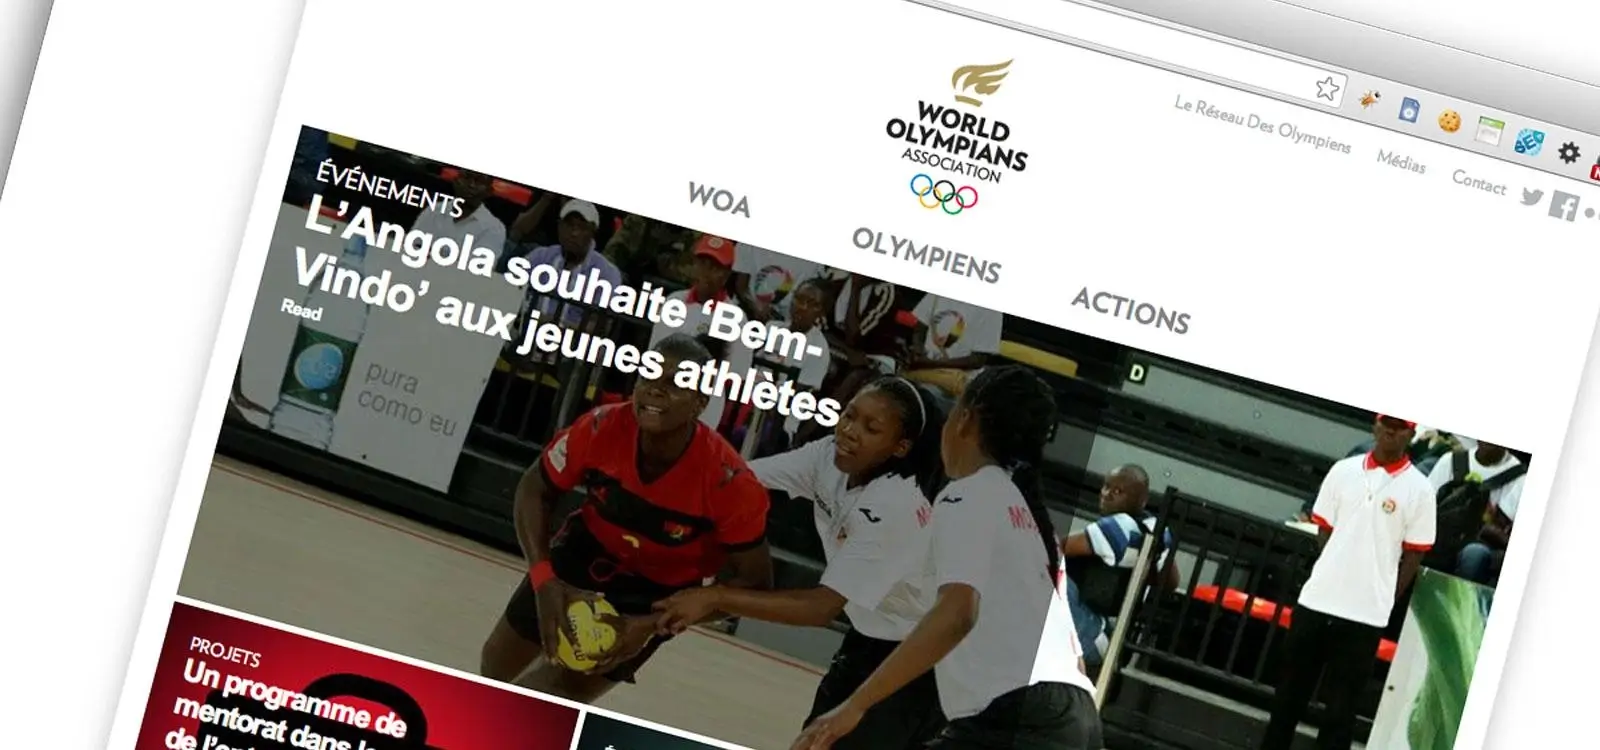 WORLD
OLYMPIANS
ASSOCIATION
Le Réseau Des Olympiens
Médias
Contact
WOA
OLYMPIENS
ACTIONS
ÉVÉNEMENTS
L’Angola souhaite ‘Bem-
Vindo’ aux jeunes athlètes
Read
pura
como eu
D
PROJETS
Un programme de
mentorat dans